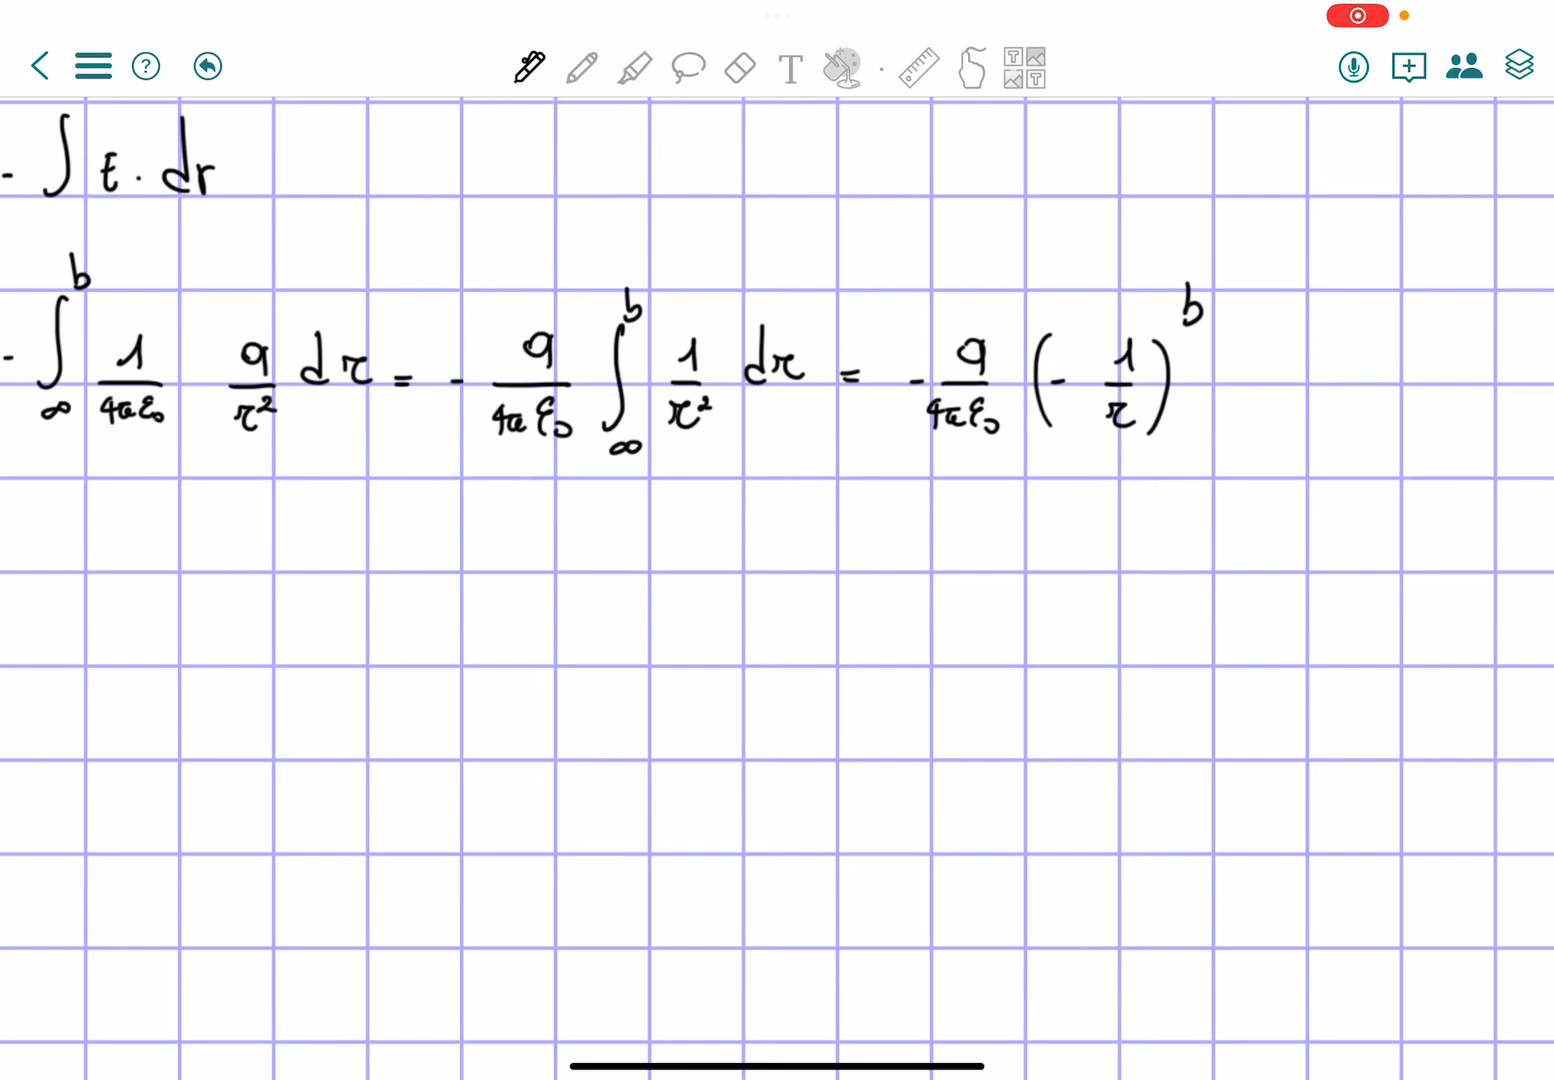 - ∫ E · dr
- ∫_∞^b 1/(4πε₀) q/r² dr = - q/(4πε₀) ∫_∞^b 1/r² dr = - q/(4πε₀) (- 1/r)^b